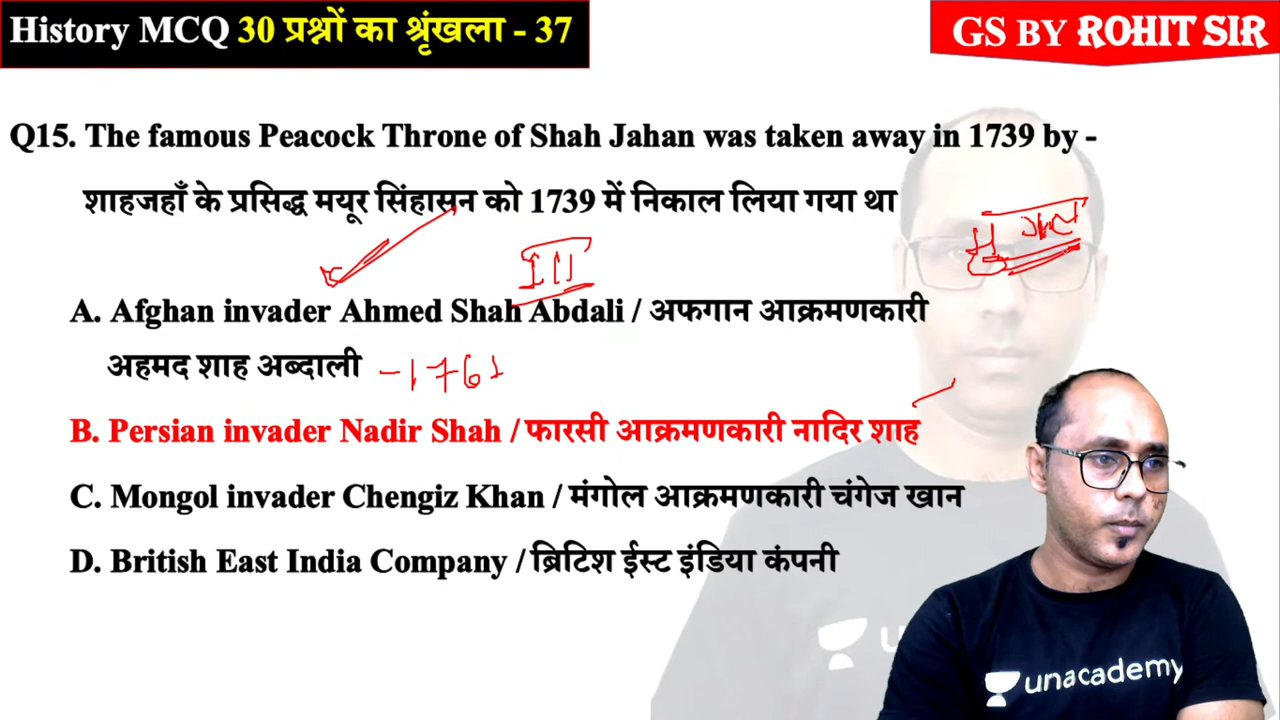 History MCQ 30 प्रश्नों का श्रृंखला - 37
GS BY ROHIT SIR
Q15. The famous Peacock Throne of Shah Jahan was taken away in 1739 by -
शाहजहाँ के प्रसिद्ध मयूर सिंहासन को 1739 में निकाल लिया गया था
मुगल
III
A. Afghan invader Ahmed Shah Abdali / अफगान आक्रमणकारी
अहमद शाह अब्दाली - 1761
B. Persian invader Nadir Shah / फारसी आक्रमणकारी नादिर शाह
C. Mongol invader Chengiz Khan / मंगोल आक्रमणकारी चंगेज खान
D. British East India Company / ब्रिटिश ईस्ट इंडिया कंपनी
unacademy